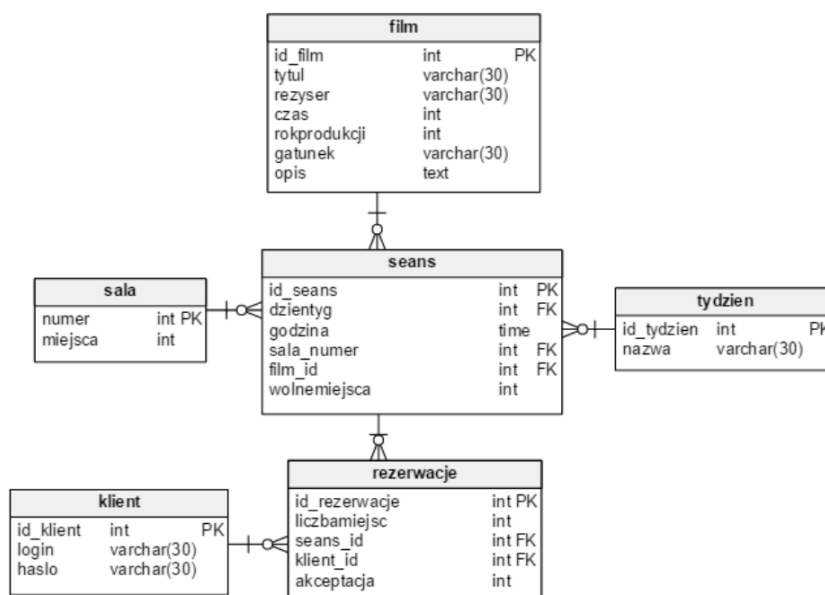 film
id_film int PK
tytul varchar(30)
rezyser varchar(30)
czas int
rokprodukcji int
gatunek varchar(30)
opis text
seans
id_seans int PK
dzientyg int FK
godzina time
sala_numer int FK
film_id int FK
wolnemiejsca int
sala
numer int PK
miejsca int
tydzien
id_tydzien int PK
nazwa varchar(30)
rezerwacje
id_rezerwacje int PK
liczbamiejsc int
seans_id int FK
klient_id int FK
akceptacja int
klient
id_klient int PK
login varchar(30)
haslo varchar(30)